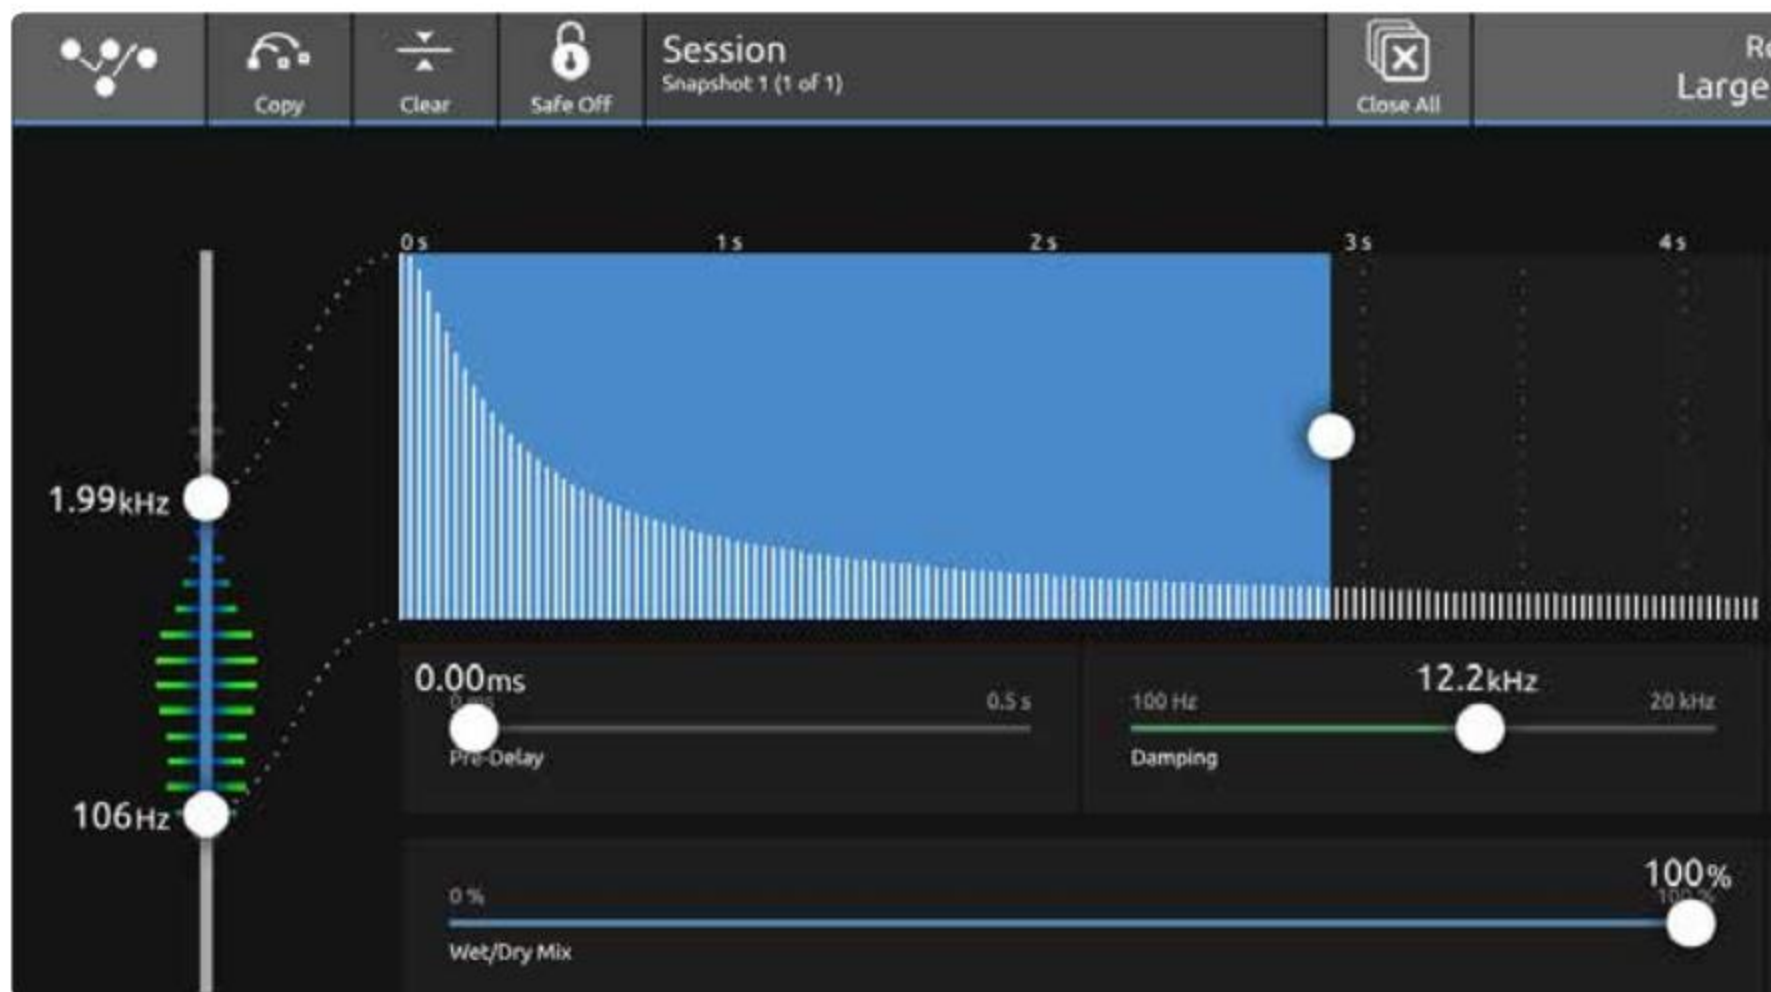 Copy
Clear
Safe Off
Session
Snapshot 1 (1 of 1)
Close All
Large
0 s
1 s
2 s
3 s
4 s
1.99kHz
106Hz
0.00ms
0.5 s
Pre-Delay
12.2kHz
100 Hz
20 kHz
Damping
100%
0 %
100 %
Wet/Dry Mix